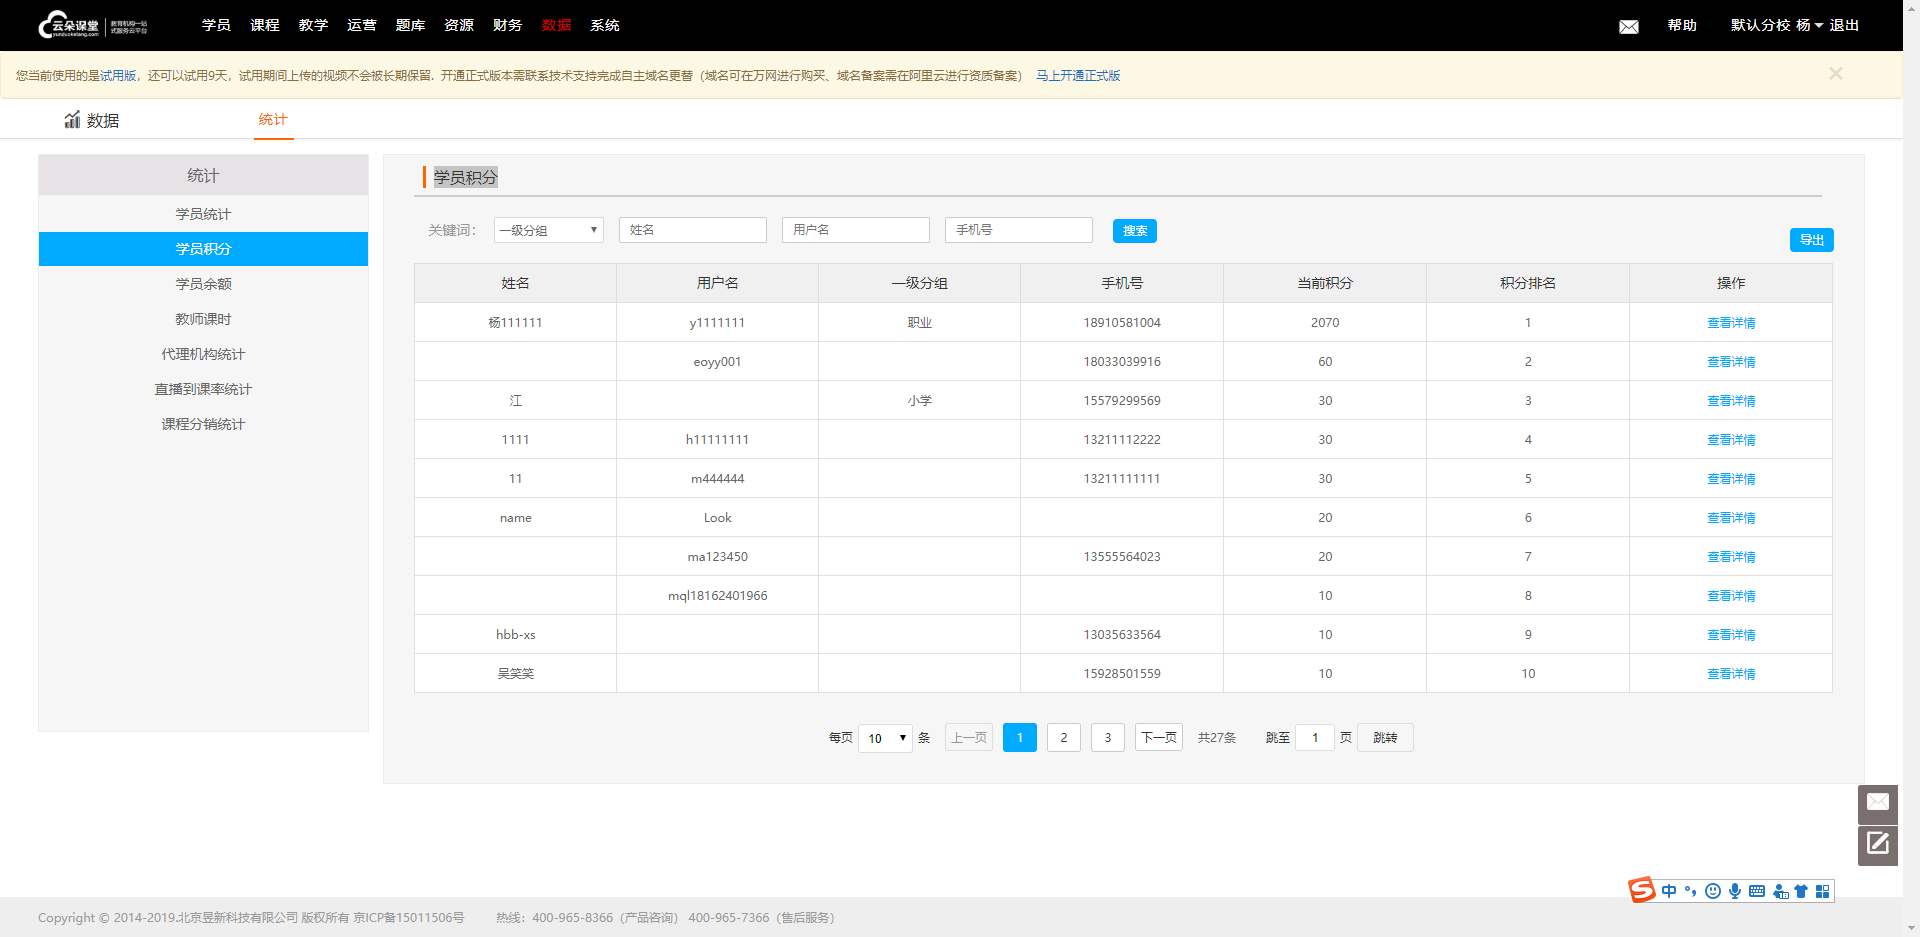 云朵课堂 教育机构一站式服务云平台
yunduoketang.com
学员 课程 教学 运营 题库 资源 财务 数据 系统 帮助 默认分校 杨 退出
您当前使用的是试用版，还可以试用9天，试用期间上传的视频不会被长期保留. 开通正式版本需联系技术支持完成自主域名更替（域名可在万网进行购买、域名备案需在阿里云进行资质备案） 马上开通正式版
数据 统计
统计
学员统计
学员积分
学员余额
教师课时
代理机构统计
直播到课率统计
课程分销统计
学员积分
关键词： 一级分组 姓名 用户名 手机号 搜索
导出
姓名 用户名 一级分组 手机号 当前积分 积分排名 操作
杨111111 y1111111 职业 18910581004 2070 1 查看详情
eoyy001 18033039916 60 2 查看详情
江 小学 15579299569 30 3 查看详情
1111 h11111111 13211112222 30 4 查看详情
11 m444444 13211111111 30 5 查看详情
name Look 20 6 查看详情
ma123450 13555564023 20 7 查看详情
mql18162401966 10 8 查看详情
hbb-xs 13035633564 10 9 查看详情
吴笑笑 15928501559 10 10 查看详情
每页 10 条 上一页 1 2 3 下一页 共27条 跳至 1 页 跳转
中
Copyright © 2014-2019.北京昱新科技有限公司 版权所有 京ICP备15011506号 热线：400-965-8366（产品咨询） 400-965-7366（售后服务）